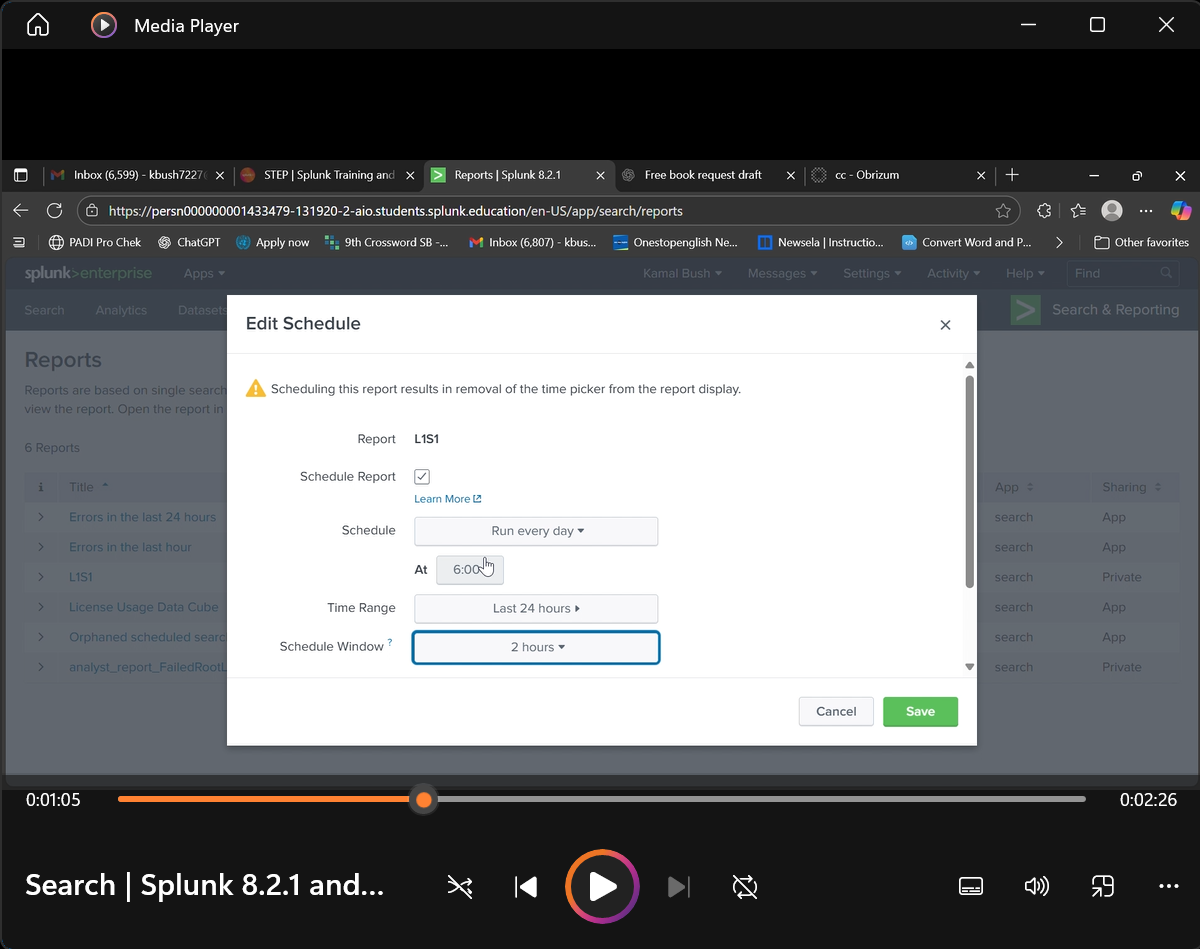 Media Player
Inbox (6,599) - kbush7227
STEP | Splunk Training and
Reports | Splunk 8.2.1
Free book request draft
cc - Obrizum
https://persn000000001433479-131920-2-aio.students.splunk.education/en-US/app/search/reports
PADI Pro Chek
ChatGPT
Apply now
9th Crossword SB -...
Inbox (6,807) - kbus...
Onestopenglish Ne...
Newsela | Instructio...
Convert Word and P...
Other favorites
splunk>enterprise
Apps
Kamal Bush
Messages
Settings
Activity
Help
Find
Search
Analytics
Datasets
Search & Reporting
Edit Schedule
Reports
Reports are based on single search
view the report. Open the report in
6 Reports
Scheduling this report results in removal of the time picker from the report display.
Report L1S1
Schedule Report
Learn More
Schedule Run every day
At 6:00
Time Range Last 24 hours
Schedule Window ? 2 hours
Cancel
Save
i Title App Sharing
Errors in the last 24 hours search App
Errors in the last hour search App
L1S1 search Private
License Usage Data Cube search App
Orphaned scheduled searc search App
analyst_report_FailedRootL search Private
0:01:05
0:02:26
Search | Splunk 8.2.1 and...